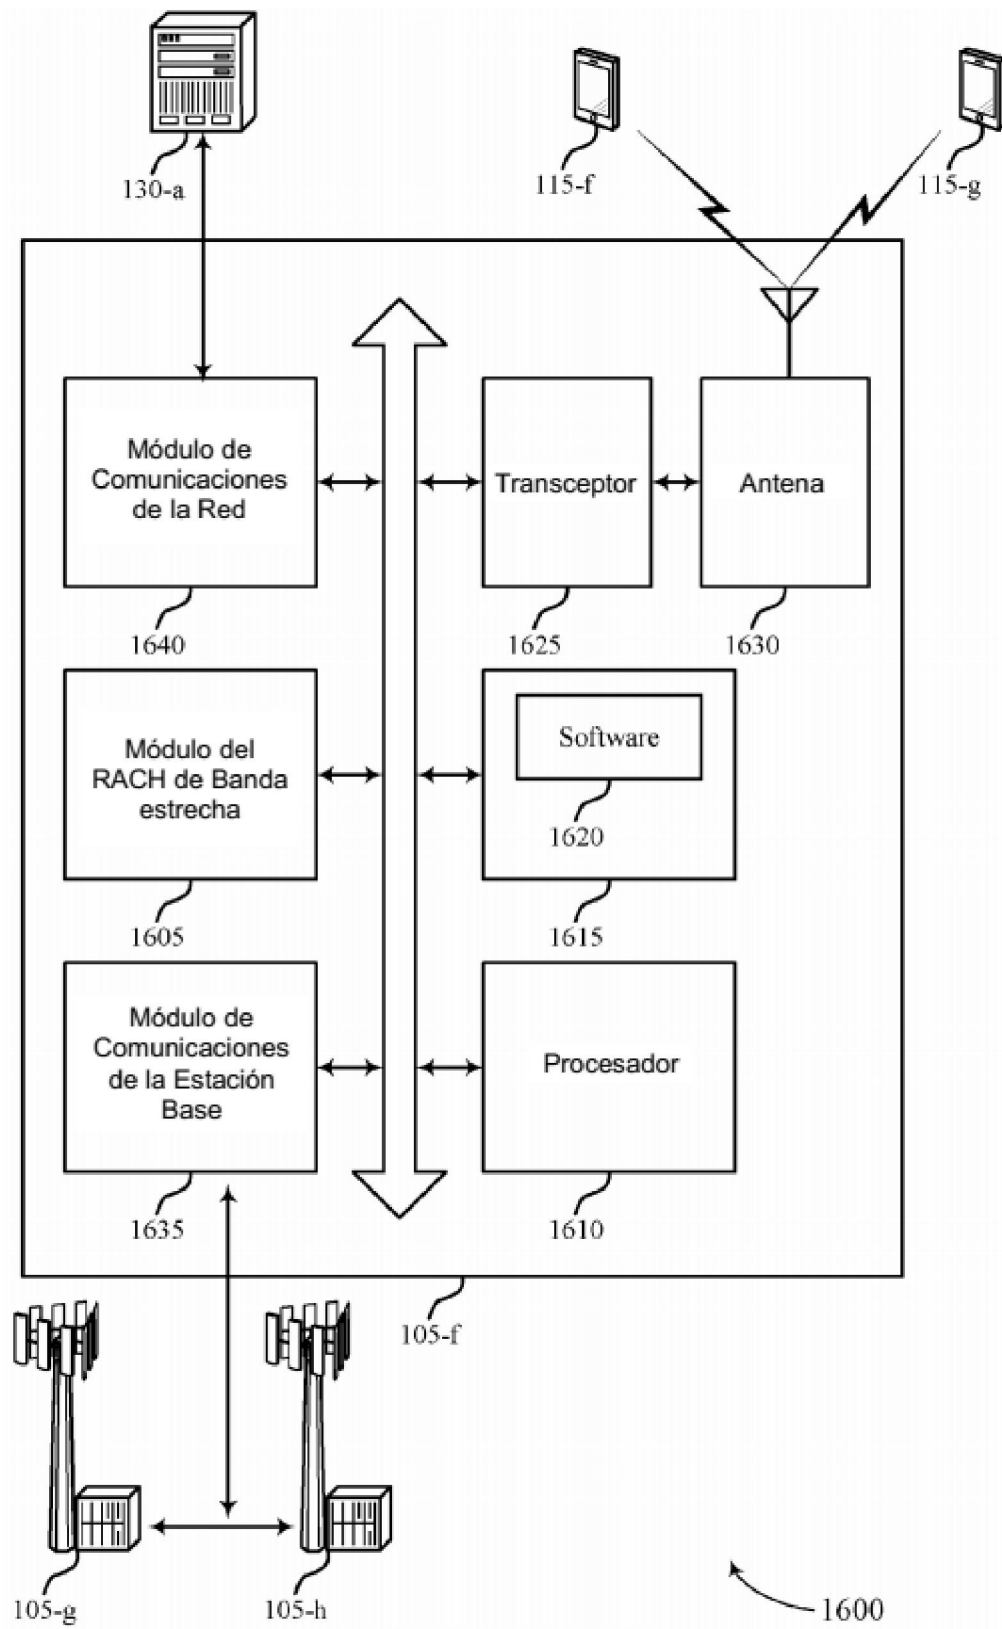 130-a
115-f
115-g
Módulo de
Comunicaciones
de la Red
Transceptor
Antena
1640
1625
1630
Módulo del
RACH de Banda
estrecha
Software
1620
1605
1615
Módulo de
Comunicaciones
de la Estación
Base
Procesador
1635
1610
105-f
105-g
105-h
1600